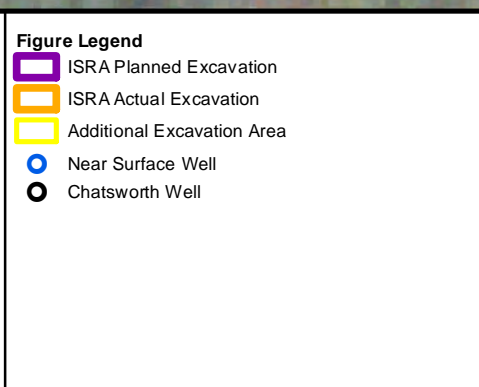 Figure Legend
ISRA Planned Excavation
ISRA Actual Excavation
Additional Excavation Area
Near Surface Well
Chatsworth Well